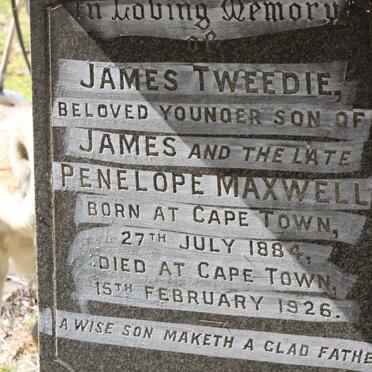 In Loving Memory
of
JAMES TWEEDIE,
BELOVED YOUNGER SON OF
JAMES AND THE LATE
PENELOPE MAXWELL
BORN AT CAPE TOWN,
27TH JULY 1884,
DIED AT CAPE TOWN,
15TH FEBRUARY 1926.
A WISE SON MAKETH A GLAD FATHE